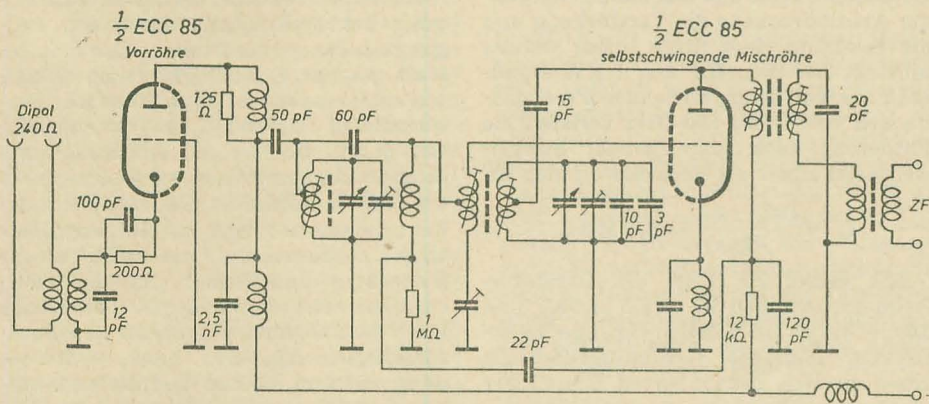 ½ ECC 85
Vorröhre
½ ECC 85
selbstschwingende Mischröhre
Dipol
240 Ω
125
Ω
50 pF
60 pF
15
pF
20
pF
100 pF
200Ω
12
pF
2,5
nF
1
MΩ
22 pF
10
pF
3
pF
12
kΩ
120
pF
ZF